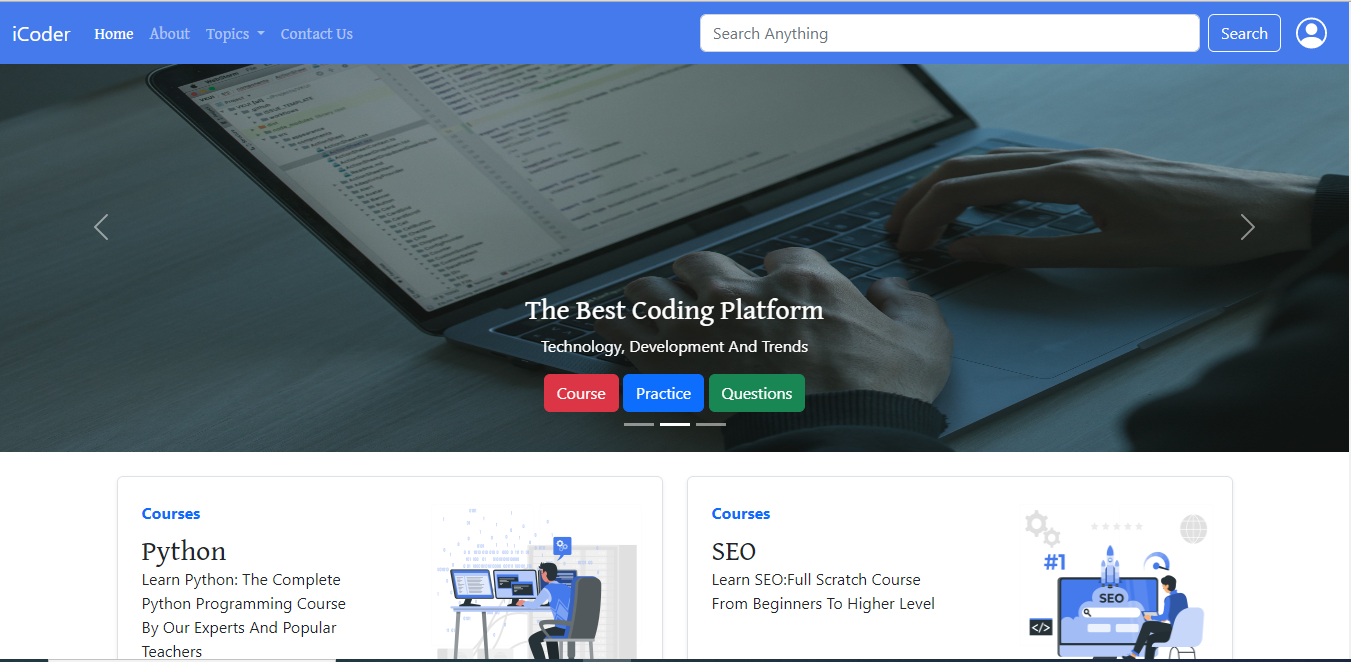 iCoder Home About Topics Contact Us Search Anything Search
The Best Coding Platform
Technology, Development And Trends
Course Practice Questions
Courses
Python
Learn Python: The Complete
Python Programming Course
By Our Experts And Popular
Teachers
Courses
SEO
Learn SEO:Full Scratch Course
From Beginners To Higher Level
#1
SEO
</>